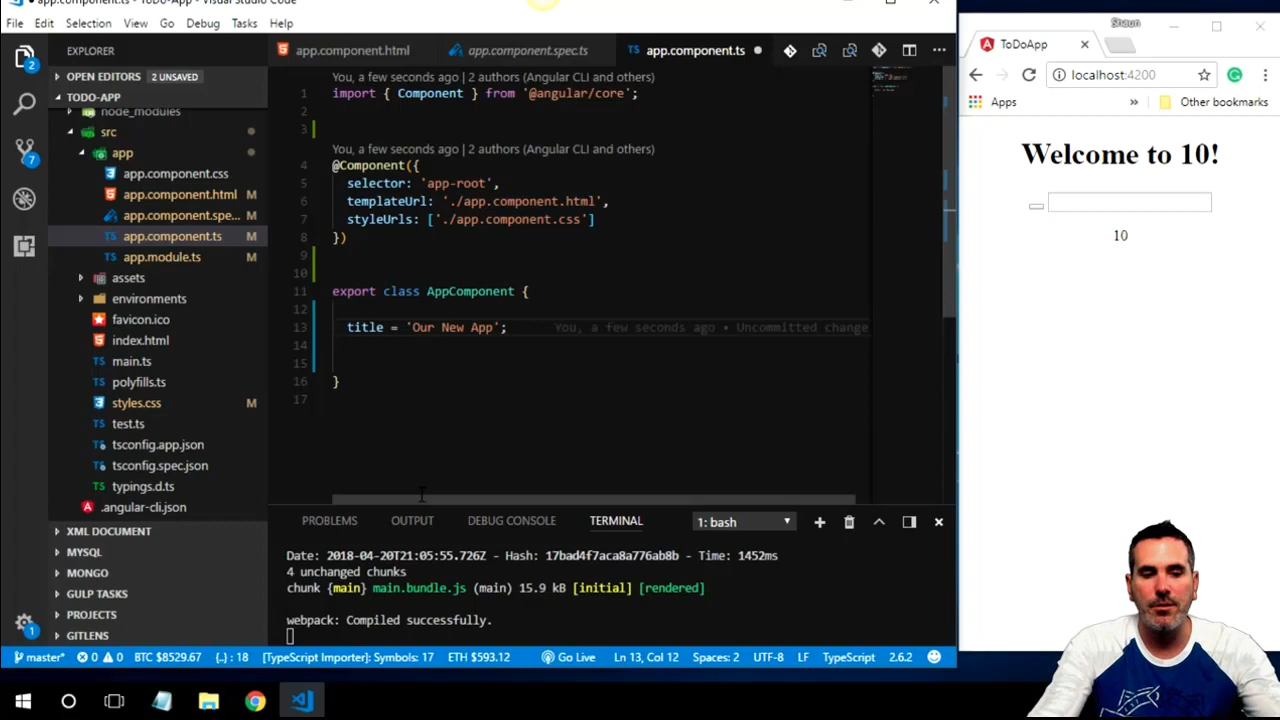 app.component.ts - ToDo-App - Visual Studio Code
File Edit Selection View Go Debug Tasks Help
EXPLORER
OPEN EDITORS 2 UNSAVED
TODO-APP
node_modules
src
app
app.component.css
app.component.html M
app.component.spe... M
app.component.ts M
app.module.ts M
assets
environments
favicon.ico
index.html
main.ts
polyfills.ts
styles.css M
test.ts
tsconfig.app.json
tsconfig.spec.json
typings.d.ts
.angular-cli.json
XML DOCUMENT
MYSQL
MONGO
GULP TASKS
PROJECTS
GITLENS
2
7
1
app.component.html app.component.spec.ts TS app.component.ts
You, a few seconds ago | 2 authors (Angular CLI and others)
1 import { Component } from '@angular/core';
2
3
You, a few seconds ago | 2 authors (Angular CLI and others)
4 @Component({
5 selector: 'app-root',
6 templateUrl: './app.component.html',
7 styleUrls: ['./app.component.css']
8 })
9
10
11 export class AppComponent {
12
13 title = 'Our New App'; You, a few seconds ago • Uncommitted change
14
15
16 }
17
PROBLEMS OUTPUT DEBUG CONSOLE TERMINAL 1: bash
Date: 2018-04-20T21:05:55.726Z - Hash: 17bad4f7aca8a776ab8b - Time: 1452ms
4 unchanged chunks
chunk {main} main.bundle.js (main) 15.9 kB [initial] [rendered]
webpack: Compiled successfully.
master* 0 0 BTC $8529.67 {..} : 18 [TypeScript Importer]: Symbols: 17 ETH $593.12 Go Live Ln 13, Col 12 Spaces: 2 UTF-8 LF TypeScript 2.6.2
Shaun
ToDoApp
localhost:4200
Apps » Other bookmarks
Welcome to 10!
10